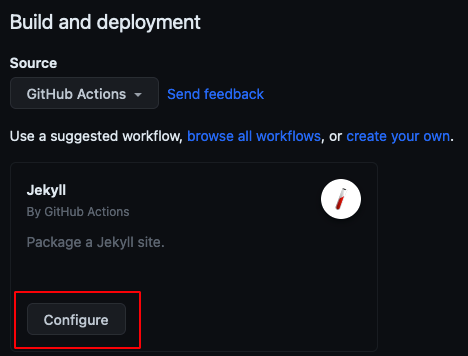 Build and deployment
Source
GitHub Actions
Send feedback
Use a suggested workflow, browse all workflows, or create your own.
Jekyll
By GitHub Actions
Package a Jekyll site.
Configure